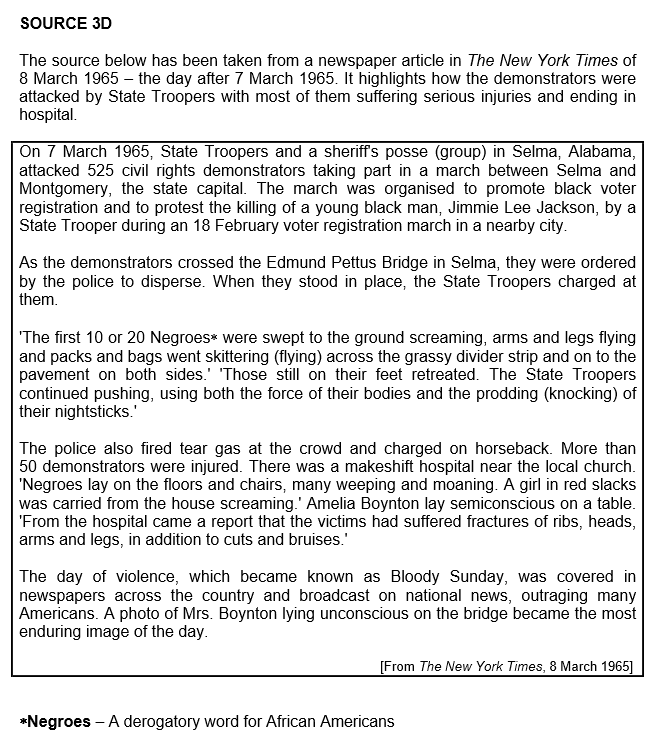 SOURCE 3D
The source below has been taken from a newspaper article in The New York Times of
8 March 1965 – the day after 7 March 1965. It highlights how the demonstrators were
attacked by State Troopers with most of them suffering serious injuries and ending in
hospital.
On 7 March 1965, State Troopers and a sheriff's posse (group) in Selma, Alabama,
attacked 525 civil rights demonstrators taking part in a march between Selma and
Montgomery, the state capital. The march was organised to promote black voter
registration and to protest the killing of a young black man, Jimmie Lee Jackson, by a
State Trooper during an 18 February voter registration march in a nearby city.
As the demonstrators crossed the Edmund Pettus Bridge in Selma, they were ordered
by the police to disperse. When they stood in place, the State Troopers charged at
them.
'The first 10 or 20 Negroes* were swept to the ground screaming, arms and legs flying
and packs and bags went skittering (flying) across the grassy divider strip and on to the
pavement on both sides.' 'Those still on their feet retreated. The State Troopers
continued pushing, using both the force of their bodies and the prodding (knocking) of
their nightsticks.'
The police also fired tear gas at the crowd and charged on horseback. More than
50 demonstrators were injured. There was a makeshift hospital near the local church.
'Negroes lay on the floors and chairs, many weeping and moaning. A girl in red slacks
was carried from the house screaming.' Amelia Boynton lay semiconscious on a table.
'From the hospital came a report that the victims had suffered fractures of ribs, heads,
arms and legs, in addition to cuts and bruises.'
The day of violence, which became known as Bloody Sunday, was covered in
newspapers across the country and broadcast on national news, outraging many
Americans. A photo of Mrs. Boynton lying unconscious on the bridge became the most
enduring image of the day.
[From The New York Times, 8 March 1965]
*Negroes – A derogatory word for African Americans